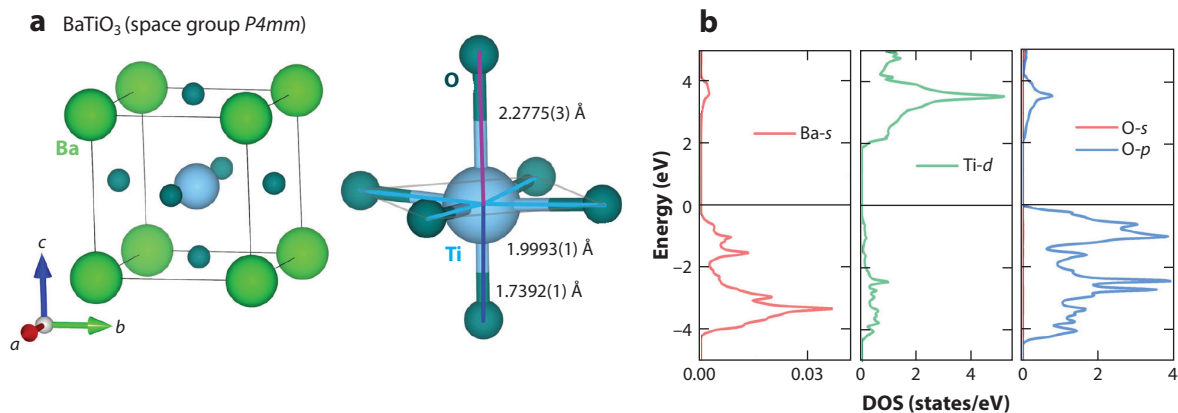 a BaTiO₃ (space group P4mm)
Ba
c
b
a
O
2.2775(3) Å
Ti
1.9993(1) Å
1.7392(1) Å
b
Energy (eV)
4
2
0
−2
−4
Ba-s
Ti-d
O-s
O-p
0.00 0.03 0 2 4 0 2 4
DOS (states/eV)